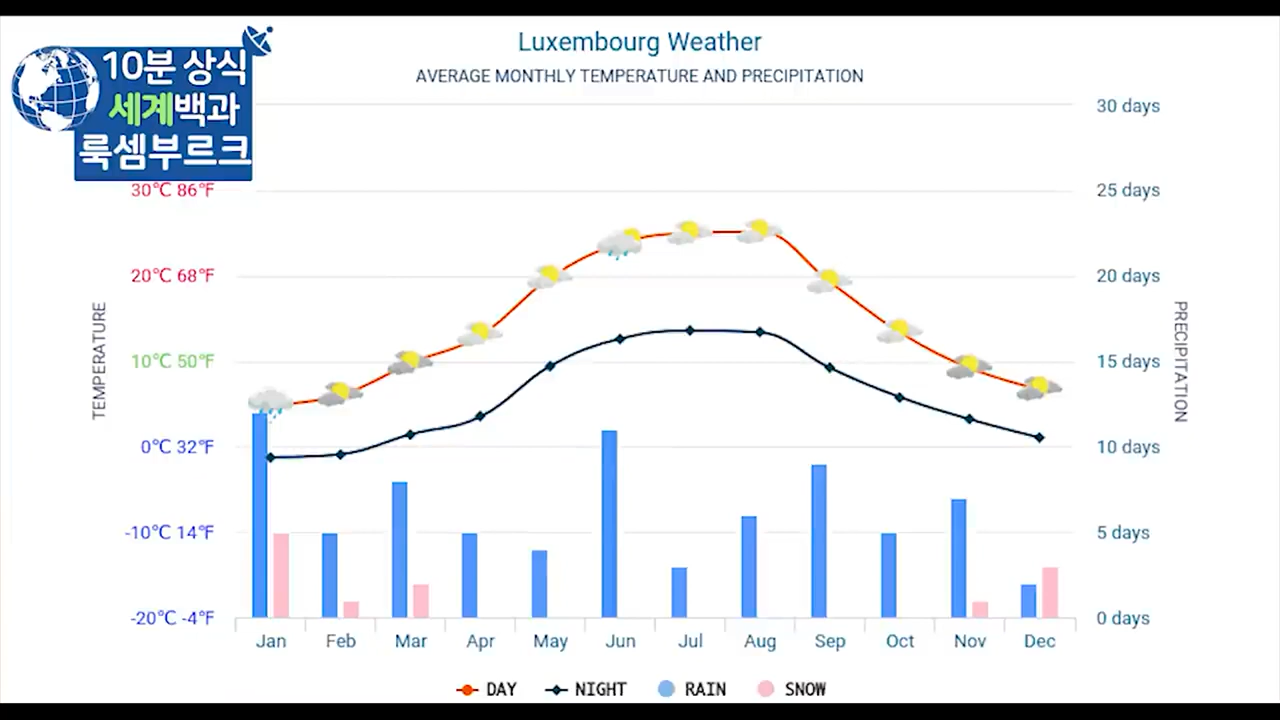 Luxembourg Weather
AVERAGE MONTHLY TEMPERATURE AND PRECIPITATION
10분 상식
세계백과
룩셈부르크
30 days
30℃ 86℉
25 days
20℃ 68℉
20 days
10℃ 50℉
15 days
0℃ 32℉
10 days
-10℃ 14℉
5 days
-20℃ -4℉
0 days
TEMPERATURE
PRECIPITATION
Jan Feb Mar Apr May Jun Jul Aug Sep Oct Nov Dec
DAY NIGHT RAIN SNOW